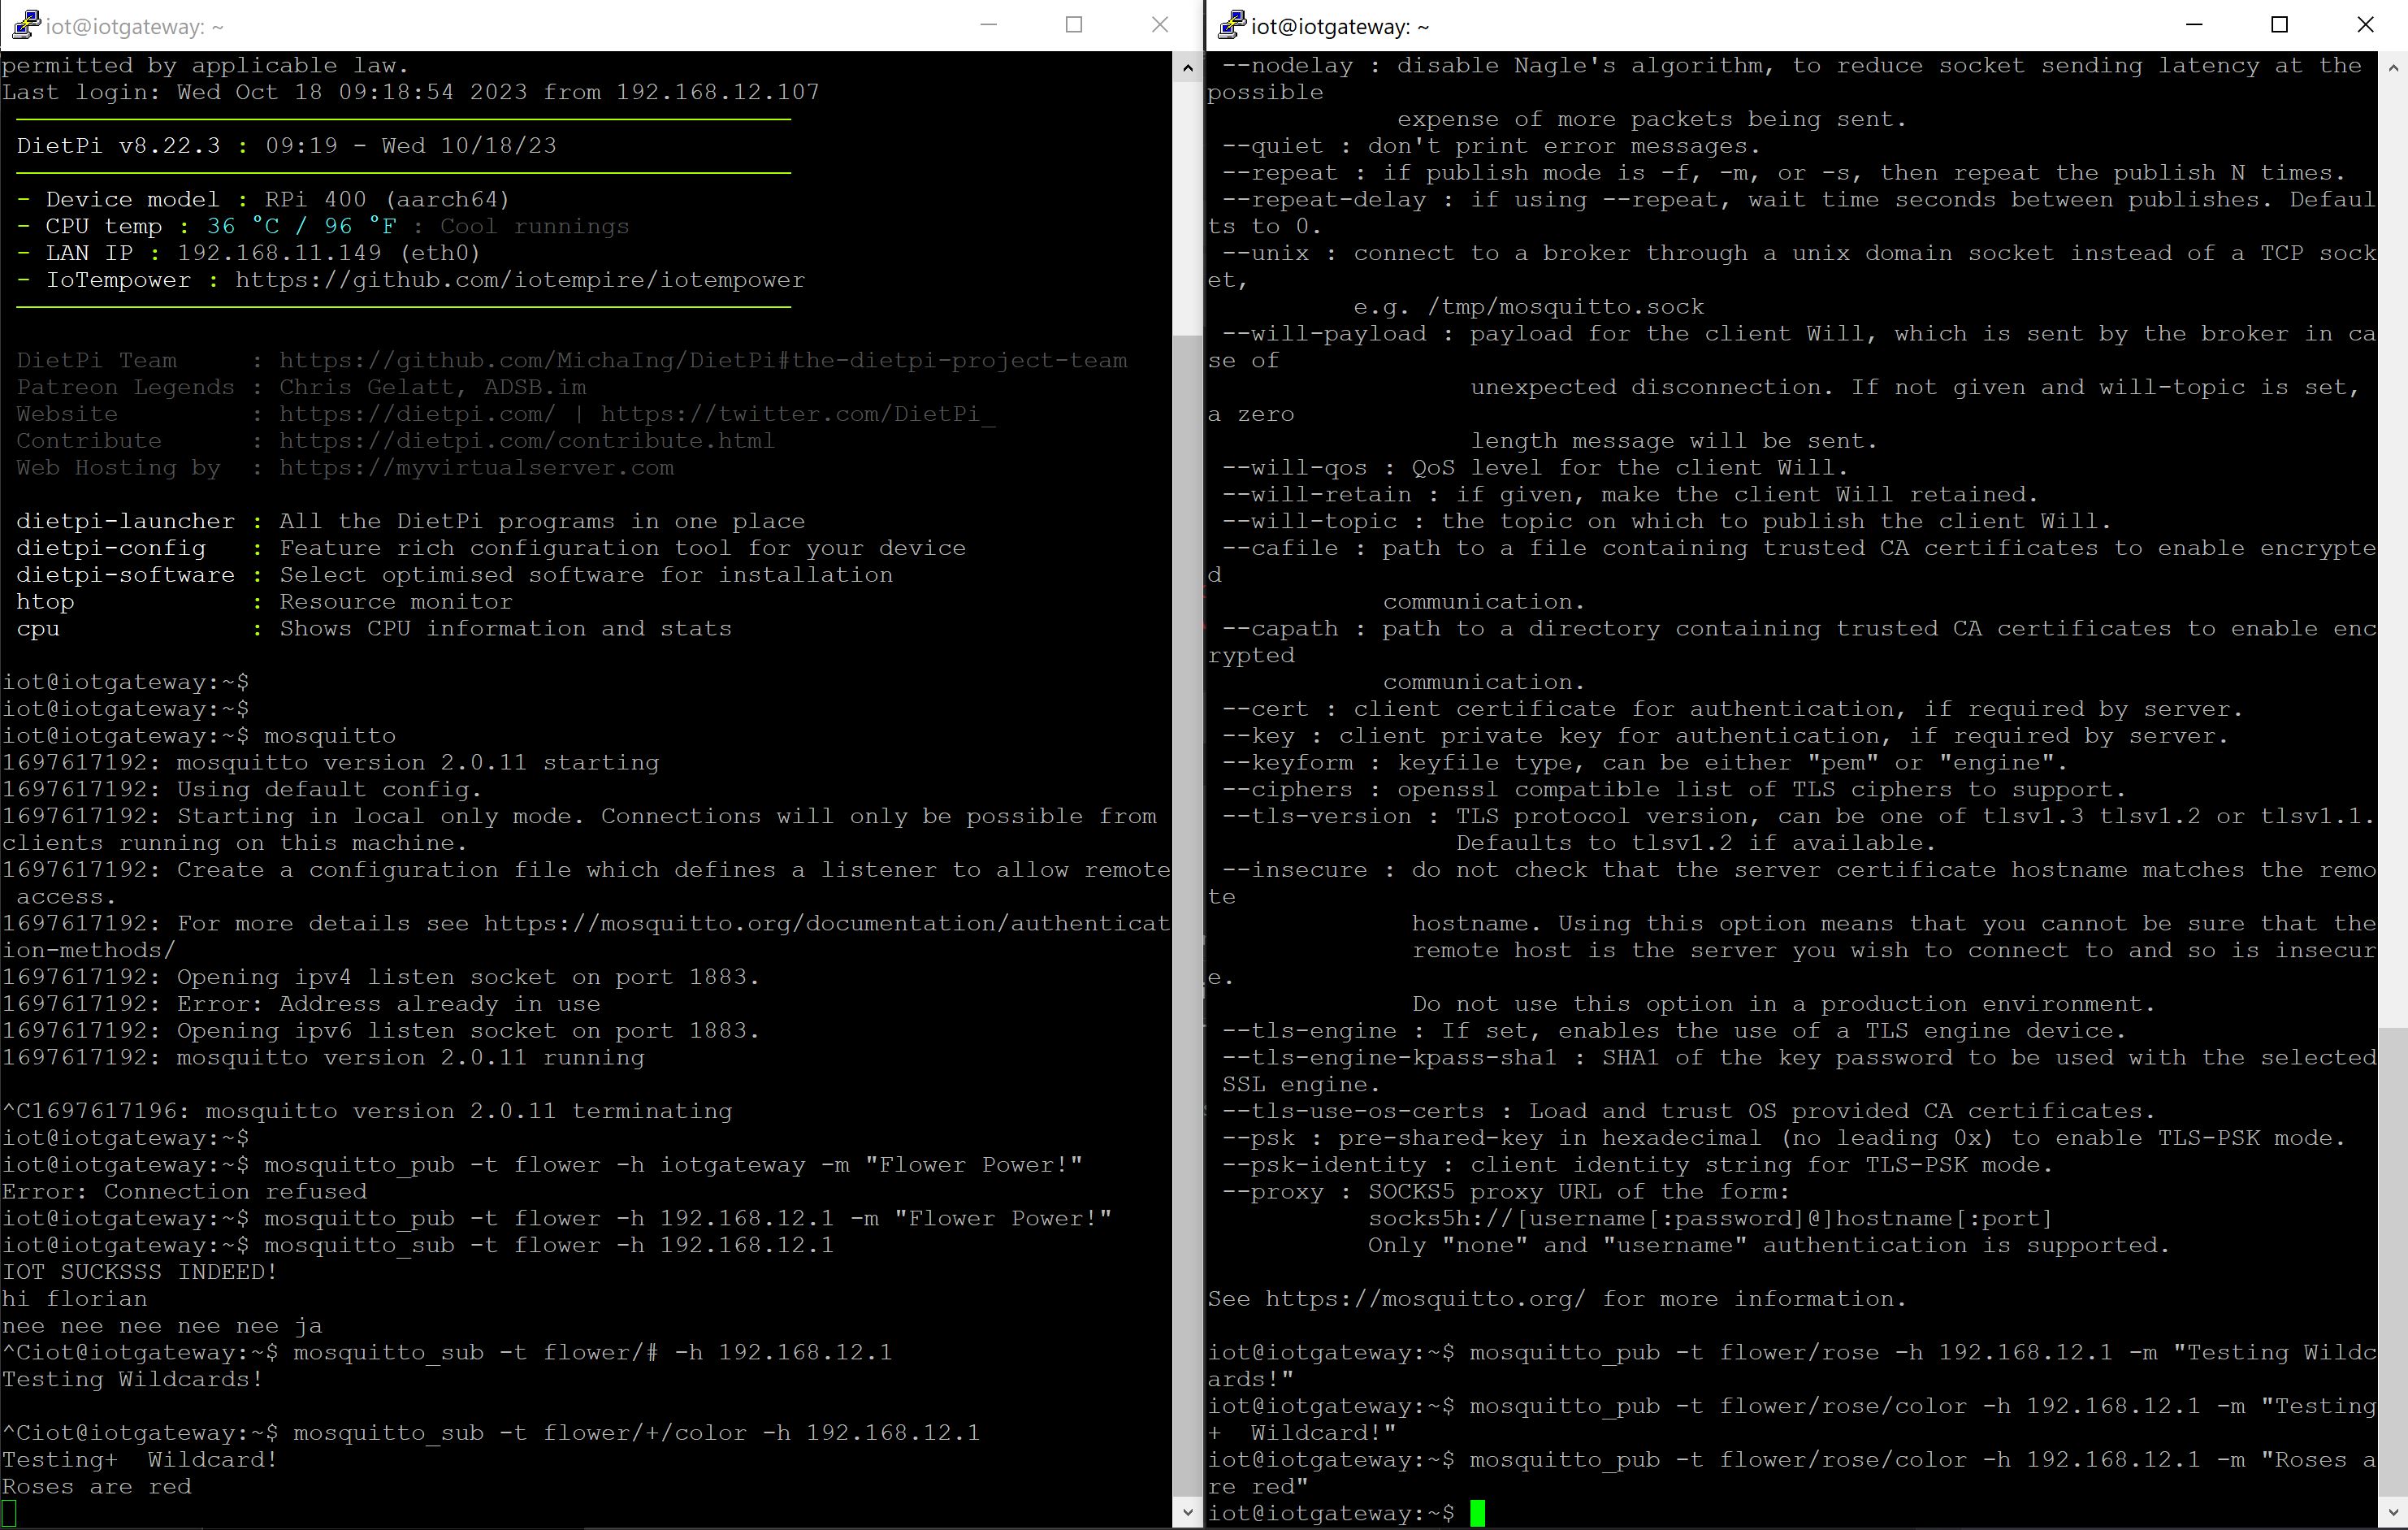 iot@iotgateway: ~
permitted by applicable law.
Last login: Wed Oct 18 09:18:54 2023 from 192.168.12.107
DietPi v8.22.3 : 09:19 - Wed 10/18/23
- Device model : RPi 400 (aarch64)
- CPU temp : 36 °C / 96 °F : Cool runnings
- LAN IP : 192.168.11.149 (eth0)
- IoTempower : https://github.com/iotempire/iotempower
DietPi Team     : https://github.com/MichaIng/DietPi#the-dietpi-project-team
Patreon Legends : Chris Gelatt, ADSB.im
Website         : https://dietpi.com/ | https://twitter.com/DietPi_
Contribute      : https://dietpi.com/contribute.html
Web Hosting by  : https://myvirtualserver.com
dietpi-launcher : All the DietPi programs in one place
dietpi-config   : Feature rich configuration tool for your device
dietpi-software : Select optimised software for installation
htop            : Resource monitor
cpu             : Shows CPU information and stats
iot@iotgateway:~$
iot@iotgateway:~$
iot@iotgateway:~$ mosquitto
1697617192: mosquitto version 2.0.11 starting
1697617192: Using default config.
1697617192: Starting in local only mode. Connections will only be possible from
clients running on this machine.
1697617192: Create a configuration file which defines a listener to allow remote
access.
1697617192: For more details see https://mosquitto.org/documentation/authenticat
ion-methods/
1697617192: Opening ipv4 listen socket on port 1883.
1697617192: Error: Address already in use
1697617192: Opening ipv6 listen socket on port 1883.
1697617192: mosquitto version 2.0.11 running
^C1697617196: mosquitto version 2.0.11 terminating
iot@iotgateway:~$
iot@iotgateway:~$ mosquitto_pub -t flower -h iotgateway -m "Flower Power!"
Error: Connection refused
iot@iotgateway:~$ mosquitto_pub -t flower -h 192.168.12.1 -m "Flower Power!"
iot@iotgateway:~$ mosquitto_sub -t flower -h 192.168.12.1
IOT SUCKSSS INDEED!
hi florian
nee nee nee nee nee ja
^Ciot@iotgateway:~$ mosquitto_sub -t flower/# -h 192.168.12.1
Testing Wildcards!
^Ciot@iotgateway:~$ mosquitto_sub -t flower/+/color -h 192.168.12.1
Testing+  Wildcard!
Roses are red
iot@iotgateway: ~
--nodelay : disable Nagle's algorithm, to reduce socket sending latency at the
possible
expense of more packets being sent.
--quiet : don't print error messages.
--repeat : if publish mode is -f, -m, or -s, then repeat the publish N times.
--repeat-delay : if using --repeat, wait time seconds between publishes. Defaul
ts to 0.
--unix : connect to a broker through a unix domain socket instead of a TCP sock
et,
e.g. /tmp/mosquitto.sock
--will-payload : payload for the client Will, which is sent by the broker in ca
se of
unexpected disconnection. If not given and will-topic is set,
a zero
length message will be sent.
--will-qos : QoS level for the client Will.
--will-retain : if given, make the client Will retained.
--will-topic : the topic on which to publish the client Will.
--cafile : path to a file containing trusted CA certificates to enable encrypte
d
communication.
--capath : path to a directory containing trusted CA certificates to enable enc
rypted
communication.
--cert : client certificate for authentication, if required by server.
--key : client private key for authentication, if required by server.
--keyform : keyfile type, can be either "pem" or "engine".
--ciphers : openssl compatible list of TLS ciphers to support.
--tls-version : TLS protocol version, can be one of tlsv1.3 tlsv1.2 or tlsv1.1.
Defaults to tlsv1.2 if available.
--insecure : do not check that the server certificate hostname matches the remo
te
hostname. Using this option means that you cannot be sure that the
remote host is the server you wish to connect to and so is insecur
e.
Do not use this option in a production environment.
--tls-engine : If set, enables the use of a TLS engine device.
--tls-engine-kpass-sha1 : SHA1 of the key password to be used with the selected
SSL engine.
--tls-use-os-certs : Load and trust OS provided CA certificates.
--psk : pre-shared-key in hexadecimal (no leading 0x) to enable TLS-PSK mode.
--psk-identity : client identity string for TLS-PSK mode.
--proxy : SOCKS5 proxy URL of the form:
socks5h://[username[:password]@]hostname[:port]
Only "none" and "username" authentication is supported.
See https://mosquitto.org/ for more information.
iot@iotgateway:~$ mosquitto_pub -t flower/rose -h 192.168.12.1 -m "Testing Wildc
ards!"
iot@iotgateway:~$ mosquitto_pub -t flower/rose/color -h 192.168.12.1 -m "Testing
+  Wildcard!"
iot@iotgateway:~$ mosquitto_pub -t flower/rose/color -h 192.168.12.1 -m "Roses a
re red"
iot@iotgateway:~$